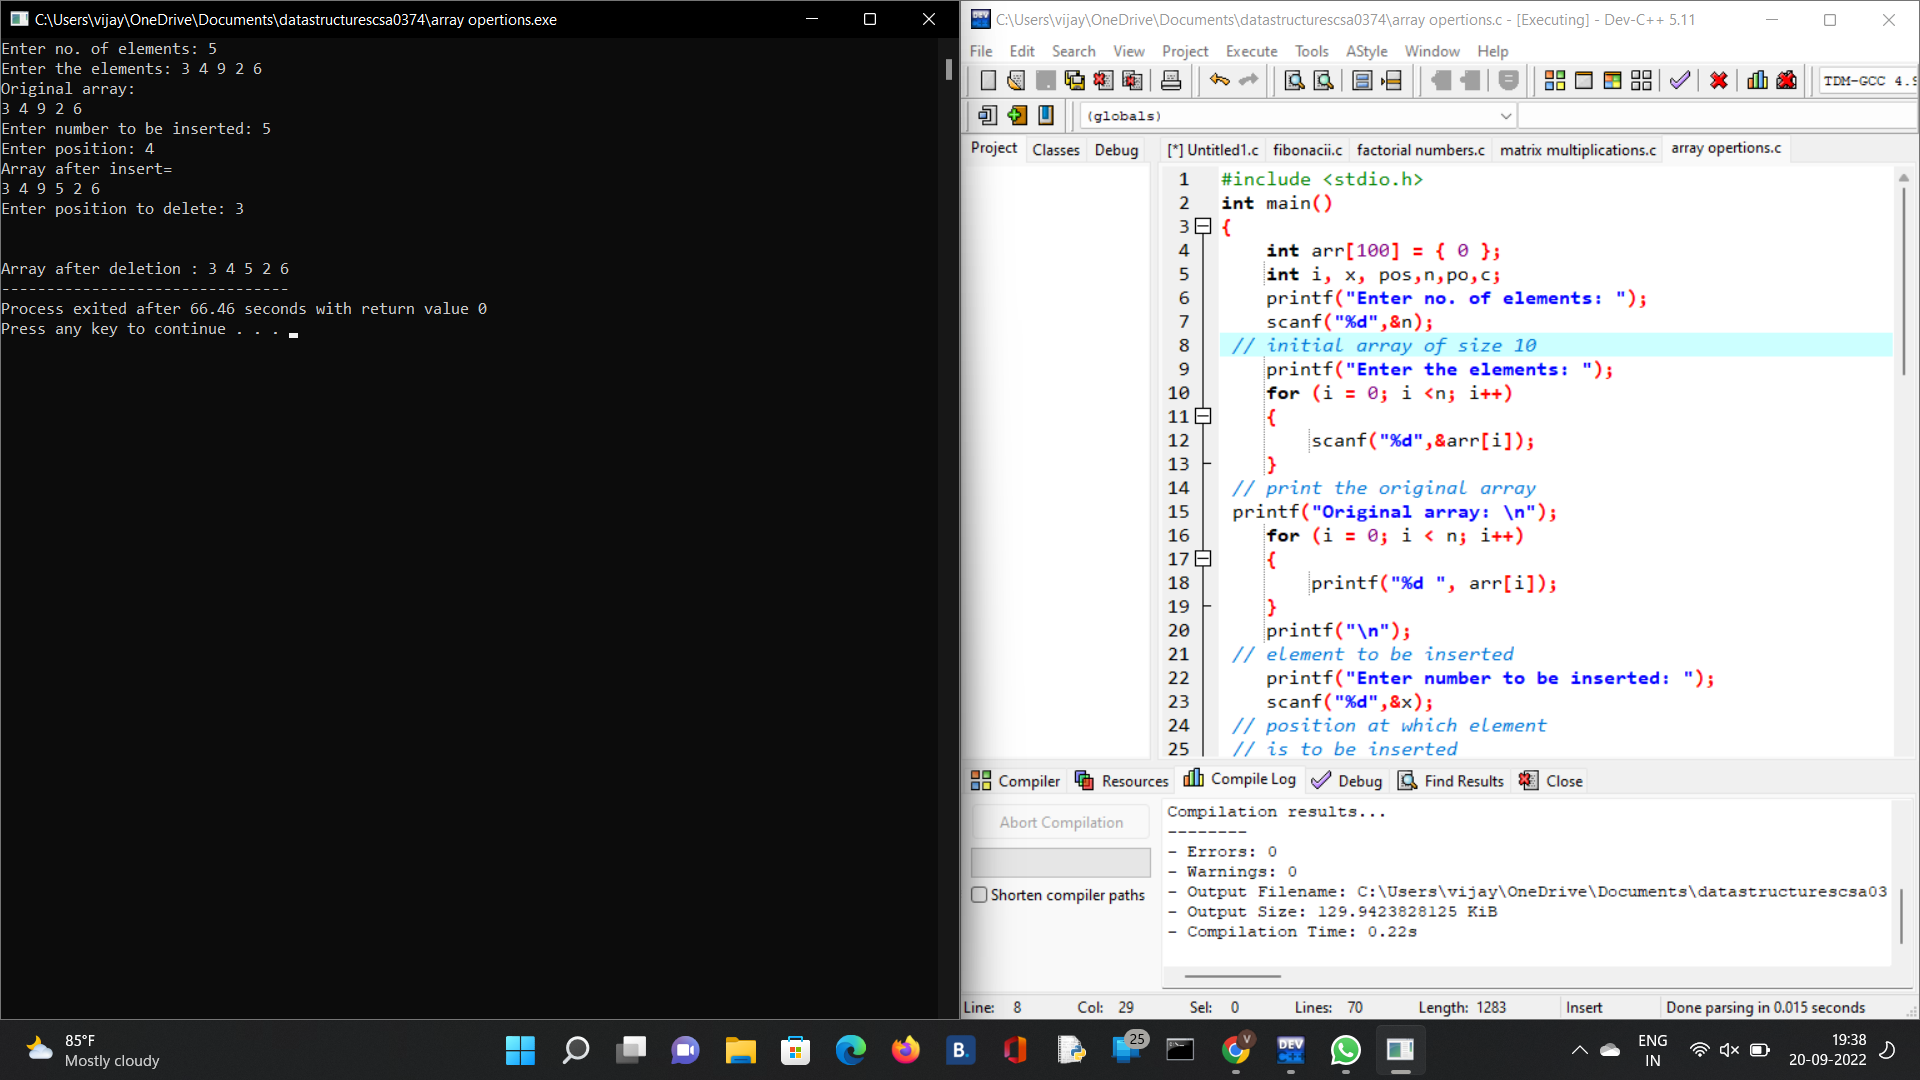 C:\Users\vijay\OneDrive\Documents\datastructurescsa0374\array opertions.exe
Enter no. of elements: 5
Enter the elements: 3 4 9 2 6
Original array:
3 4 9 2 6
Enter number to be inserted: 5
Enter position: 4
Array after insert=
3 4 9 5 2 6
Enter position to delete: 3
Array after deletion : 3 4 5 2 6
--------------------------------
Process exited after 66.46 seconds with return value 0
Press any key to continue . . .
C:\Users\vijay\OneDrive\Documents\datastructurescsa0374\array opertions.c - [Executing] - Dev-C++ 5.11
File Edit Search View Project Execute Tools AStyle Window Help
TDM-GCC 4.9
(globals)
Project Classes Debug
[*] Untitled1.c fibonacii.c factorial numbers.c matrix multiplications.c array opertions.c
1 #include <stdio.h>
2 int main()
3 {
4 int arr[100] = { 0 };
5 int i, x, pos,n,po,c;
6 printf("Enter no. of elements: ");
7 scanf("%d",&n);
8 // initial array of size 10
9 printf("Enter the elements: ");
10 for (i = 0; i <n; i++)
11 {
12 scanf("%d",&arr[i]);
13 }
14 // print the original array
15 printf("Original array: \n");
16 for (i = 0; i < n; i++)
17 {
18 printf("%d ", arr[i]);
19 }
20 printf("\n");
21 // element to be inserted
22 printf("Enter number to be inserted: ");
23 scanf("%d",&x);
24 // position at which element
25 // is to be inserted
Compiler Resources Compile Log Debug Find Results Close
Abort Compilation
Shorten compiler paths
Compilation results...
--------
- Errors: 0
- Warnings: 0
- Output Filename: C:\Users\vijay\OneDrive\Documents\datastructurescsa03
- Output Size: 129.9423828125 KiB
- Compilation Time: 0.22s
Line: 8 Col: 29 Sel: 0 Lines: 70 Length: 1283 Insert Done parsing in 0.015 seconds
85°F
Mostly cloudy
B.
25
V
DEV
C++
ENG
IN
19:38
20-09-2022